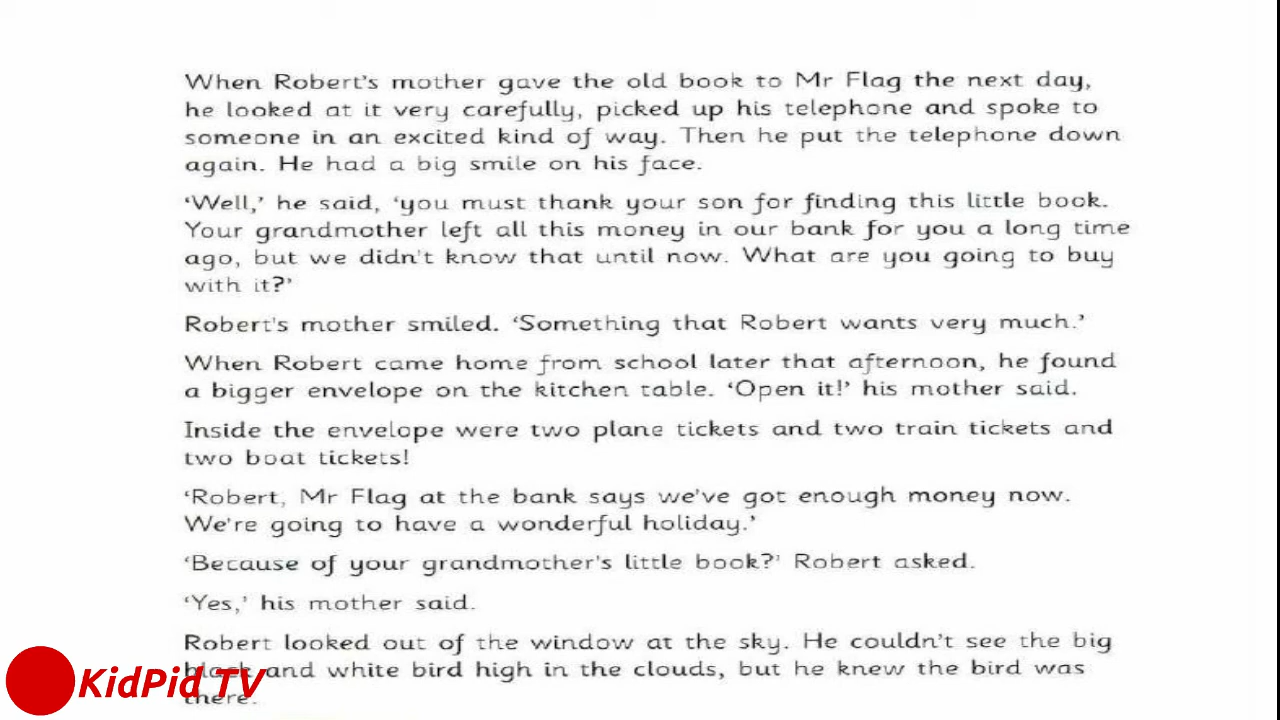 When Robert's mother gave the old book to Mr Flag the next day,
he looked at it very carefully, picked up his telephone and spoke to
someone in an excited kind of way. Then he put the telephone down
again. He had a big smile on his face.
‘Well,’ he said, ‘you must thank your son for finding this little book.
Your grandmother left all this money in our bank for you a long time
ago, but we didn't know that until now. What are you going to buy
with it?’
Robert's mother smiled. ‘Something that Robert wants very much.’
When Robert came home from school later that afternoon, he found
a bigger envelope on the kitchen table. ‘Open it!’ his mother said.
Inside the envelope were two plane tickets and two train tickets and
two boat tickets!
‘Robert, Mr Flag at the bank says we've got enough money now.
We're going to have a wonderful holiday.’
‘Because of your grandmother's little book?’ Robert asked.
‘Yes,’ his mother said.
Robert looked out of the window at the sky. He couldn't see the big
black and white bird high in the clouds, but he knew the bird was
there.
KidPid TV